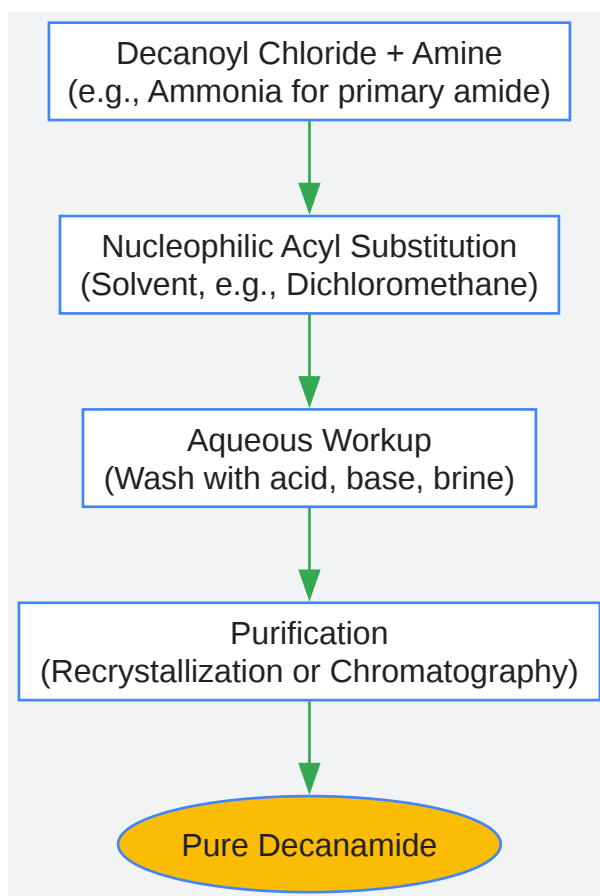 Decanoyl Chloride + Amine
(e.g., Ammonia for primary amide)
Nucleophilic Acyl Substitution
(Solvent, e.g., Dichloromethane)
Aqueous Workup
(Wash with acid, base, brine)
Purification
(Recrystallization or Chromatography)
Pure Decanamide